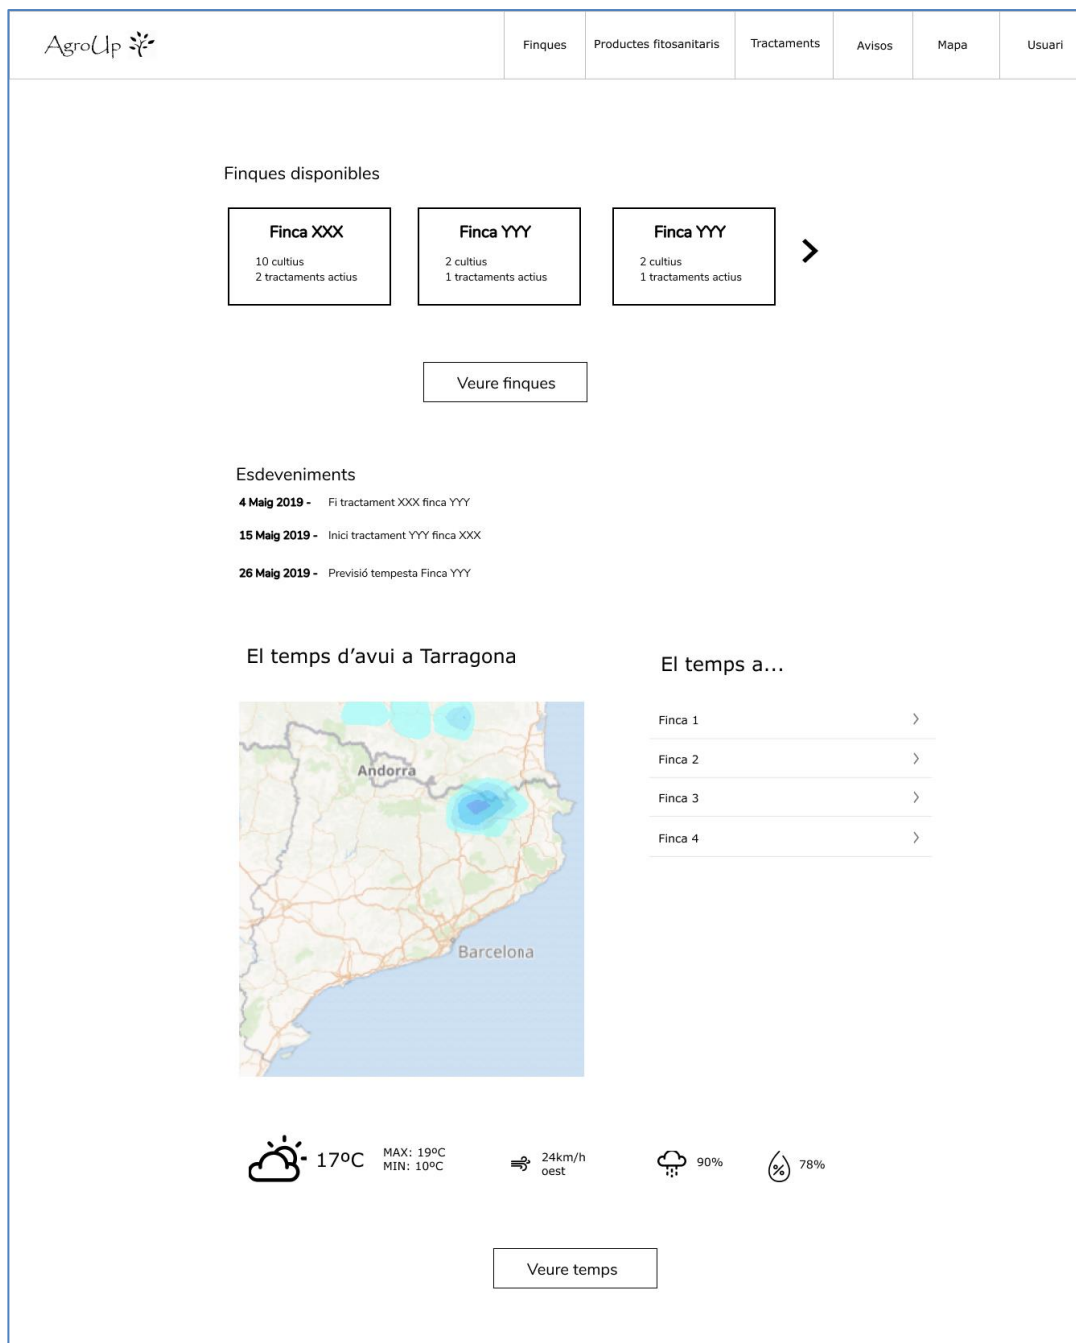 AgroUp
Finques
Productes fitosanitaris
Tractaments
Avisos
Mapa
Usuari
Finques disponibles
Finca XXX
10 cultius
2 tractaments actius
Finca YYY
2 cultius
1 tractaments actius
Finca YYY
2 cultius
1 tractaments actius
Veure finques
Esdeveniments
4 Maig 2019 - Fi tractament XXX finca YYY
15 Maig 2019 - Inici tractament YYY finca XXX
26 Maig 2019 - Previsió tempesta Finca YYY
El temps d’avui a Tarragona
Andorra
Barcelona
El temps a...
Finca 1
Finca 2
Finca 3
Finca 4
17ºC
MAX: 19ºC
MIN: 10ºC
24km/h
oest
90%
%
78%
Veure temps